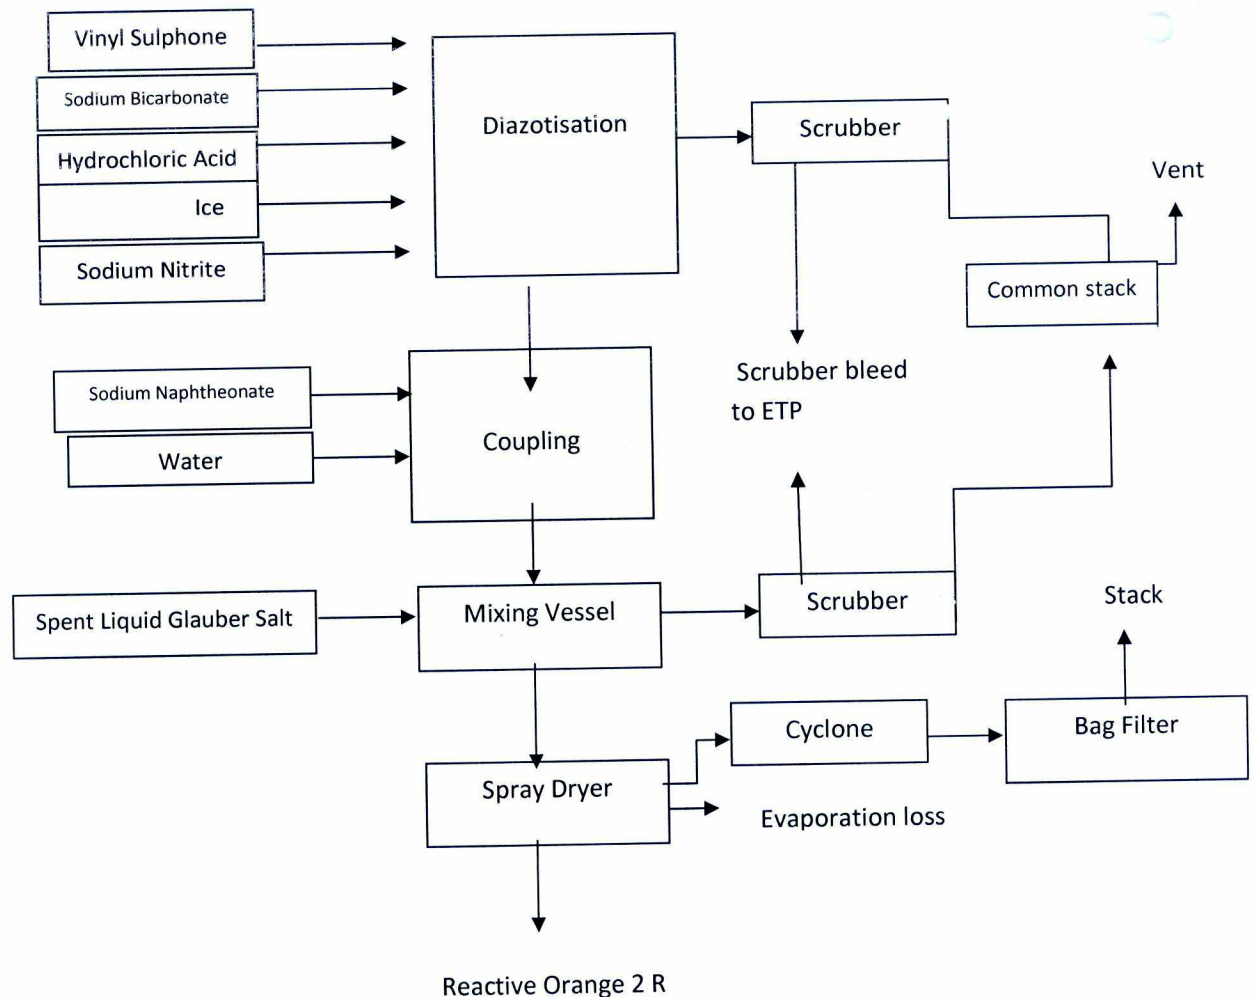 Vinyl Sulphone
Sodium Bicarbonate
Hydrochloric Acid
Ice
Sodium Nitrite
Diazotisation
Scrubber
Vent
Common stack
Scrubber bleed
to ETP
Sodium Naphtheonate
Water
Coupling
Spent Liquid Glauber Salt
Mixing Vessel
Scrubber
Stack
Cyclone
Bag Filter
Spray Dryer
Evaporation loss
Reactive Orange 2 R